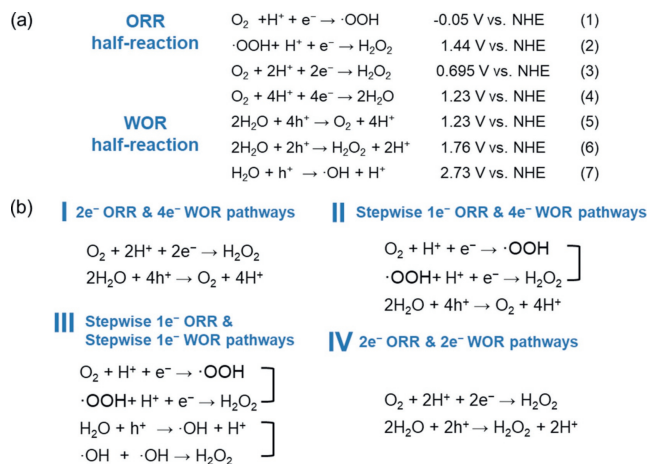 (a)
ORR
half-reaction
O₂ +H⁺ + e⁻ → ·OOH -0.05 V vs. NHE (1)
·OOH+ H⁺ + e⁻ → H₂O₂ 1.44 V vs. NHE (2)
O₂ + 2H⁺ + 2e⁻ → H₂O₂ 0.695 V vs. NHE (3)
O₂ + 4H⁺ + 4e⁻ → 2H₂O 1.23 V vs. NHE (4)
WOR
half-reaction
2H₂O + 4h⁺ → O₂ + 4H⁺ 1.23 V vs. NHE (5)
2H₂O + 2h⁺ → H₂O₂ + 2H⁺ 1.76 V vs. NHE (6)
H₂O + h⁺ → ·OH + H⁺ 2.73 V vs. NHE (7)
(b)
I 2e⁻ ORR & 4e⁻ WOR pathways
O₂ + 2H⁺ + 2e⁻ → H₂O₂
2H₂O + 4h⁺ → O₂ + 4H⁺
II Stepwise 1e⁻ ORR & 4e⁻ WOR pathways
O₂ + H⁺ + e⁻ → ·OOH
·OOH+ H⁺ + e⁻ → H₂O₂
2H₂O + 4h⁺ → O₂ + 4H⁺
III Stepwise 1e⁻ ORR &
Stepwise 1e⁻ WOR pathways
O₂ + H⁺ + e⁻ → ·OOH
·OOH+ H⁺ + e⁻ → H₂O₂
H₂O + h⁺ → ·OH + H⁺
·OH + ·OH → H₂O₂
IV 2e⁻ ORR & 2e⁻ WOR pathways
O₂ + 2H⁺ + 2e⁻ → H₂O₂
2H₂O + 2h⁺ → H₂O₂ + 2H⁺